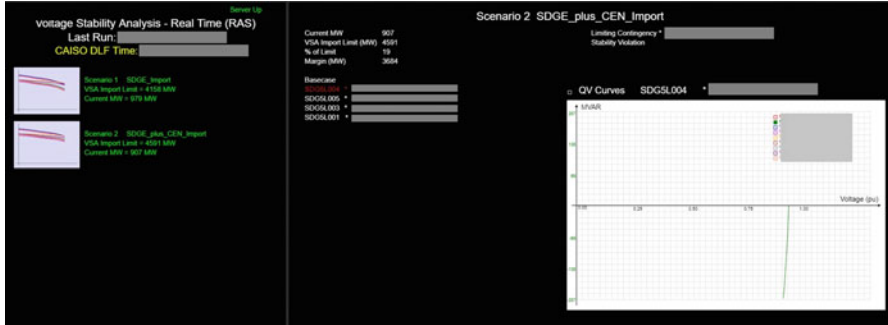 Server Up
Voltage Stability Analysis - Real Time (RAS)
Last Run:
CAISO DLF Time:
Scenario 1 SDGE_Import
VSA Import Limit = 4158 MW
Current MW = 979 MW
Scenario 2 SDGE_plus_CEN_Import
VSA Import Limit = 4591 MW
Current MW = 907 MW
Scenario 2 SDGE_plus_CEN_Import
Current MW 907
VSA Import Limit (MW) 4591
% of Limit 19
Margin (MW) 3684
Limiting Contingency *
Stability Violation
Basecase
SDG5L004 *
SDG5L005 *
SDG5L003 *
SDG5L001 *
QV Curves SDG5L004 *
MVAR
Voltage (pu)